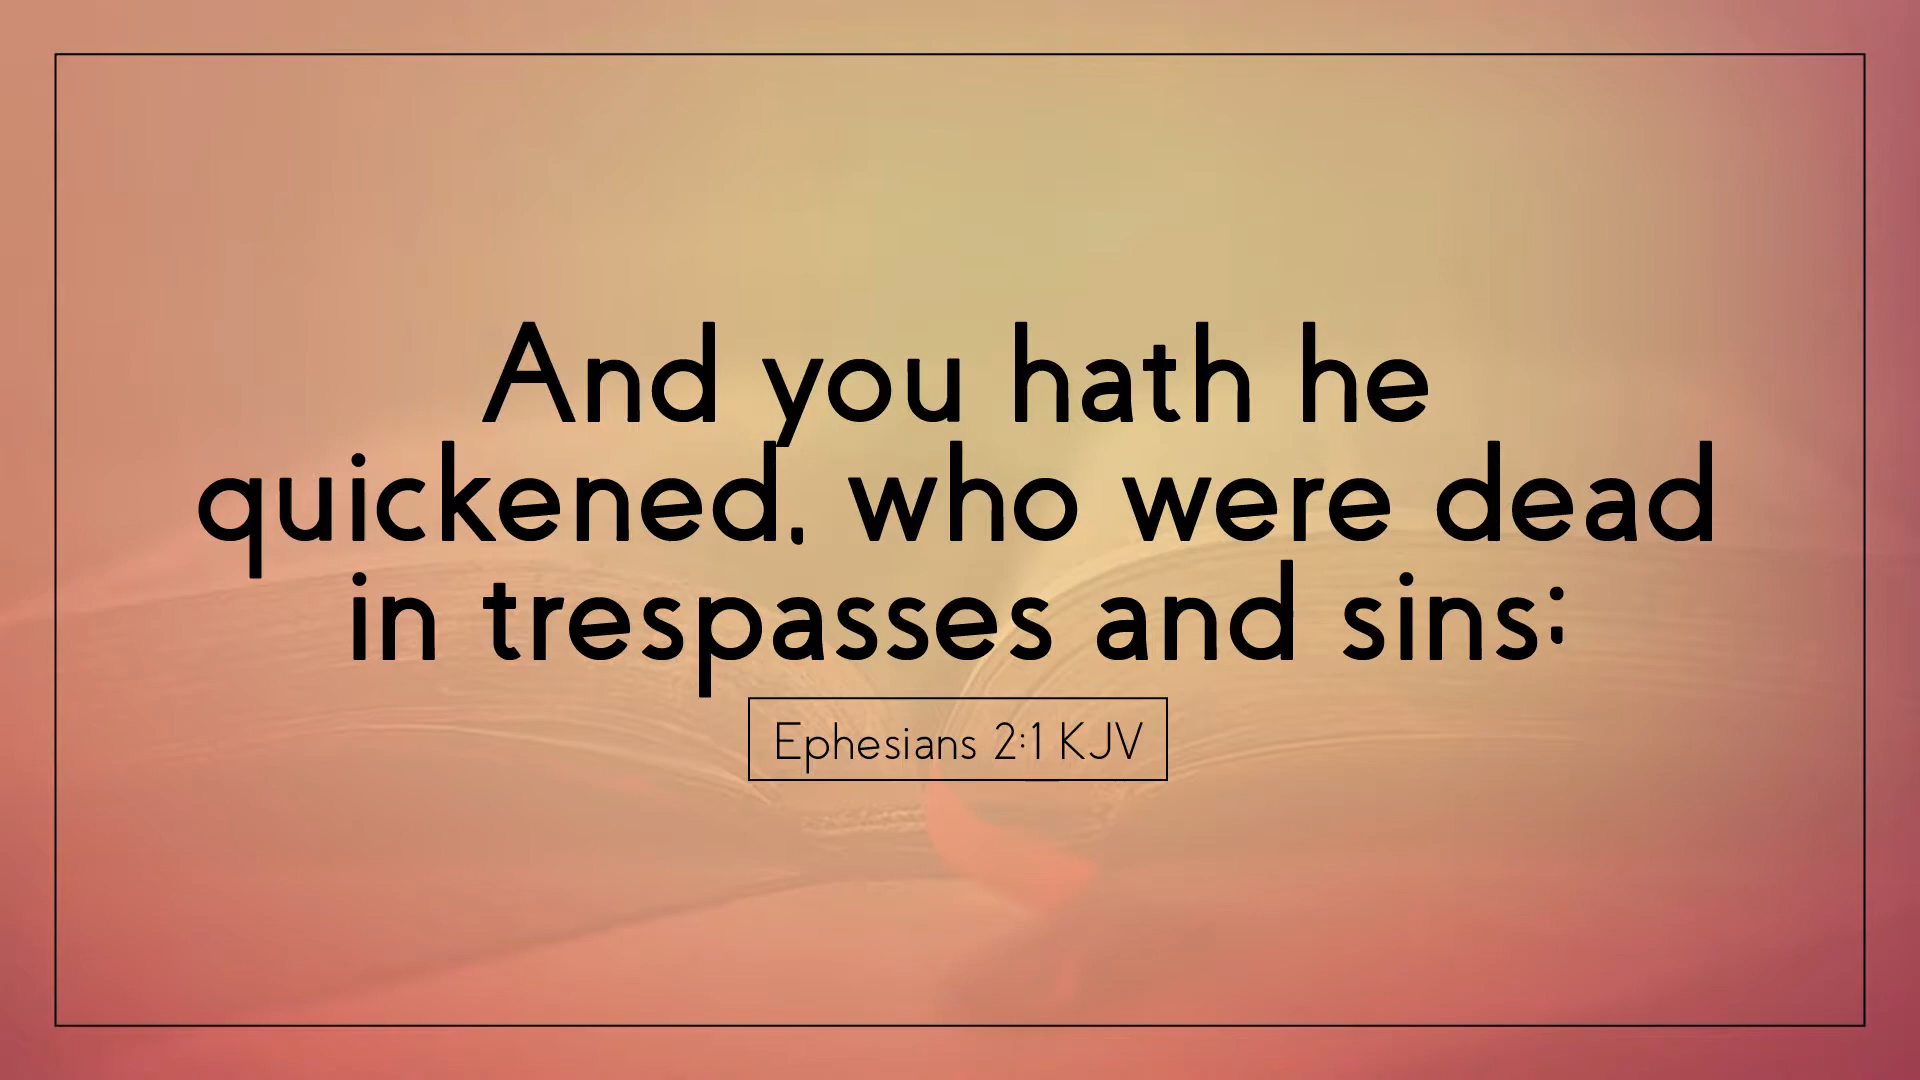 And you hath he
quickened, who were dead
in trespasses and sins;
Ephesians 2:1 KJV